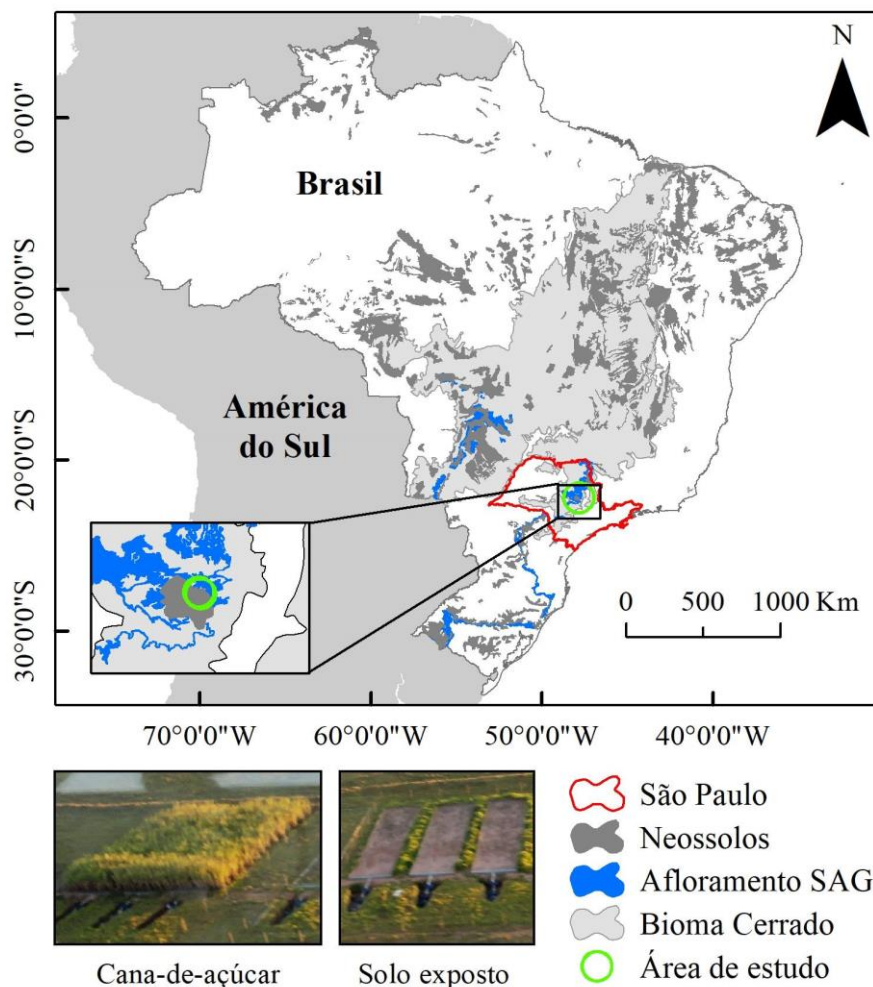 N
Brasil
América
do Sul
0°0'0"
10°0'0"S
20°0'0"S
30°0'0"S
0 500 1000 Km
70°0'0"W 60°0'0"W 50°0'0"W 40°0'0"W
Cana-de-açúcar
Solo exposto
São Paulo
Neossolos
Afloramento SAG
Bioma Cerrado
Área de estudo